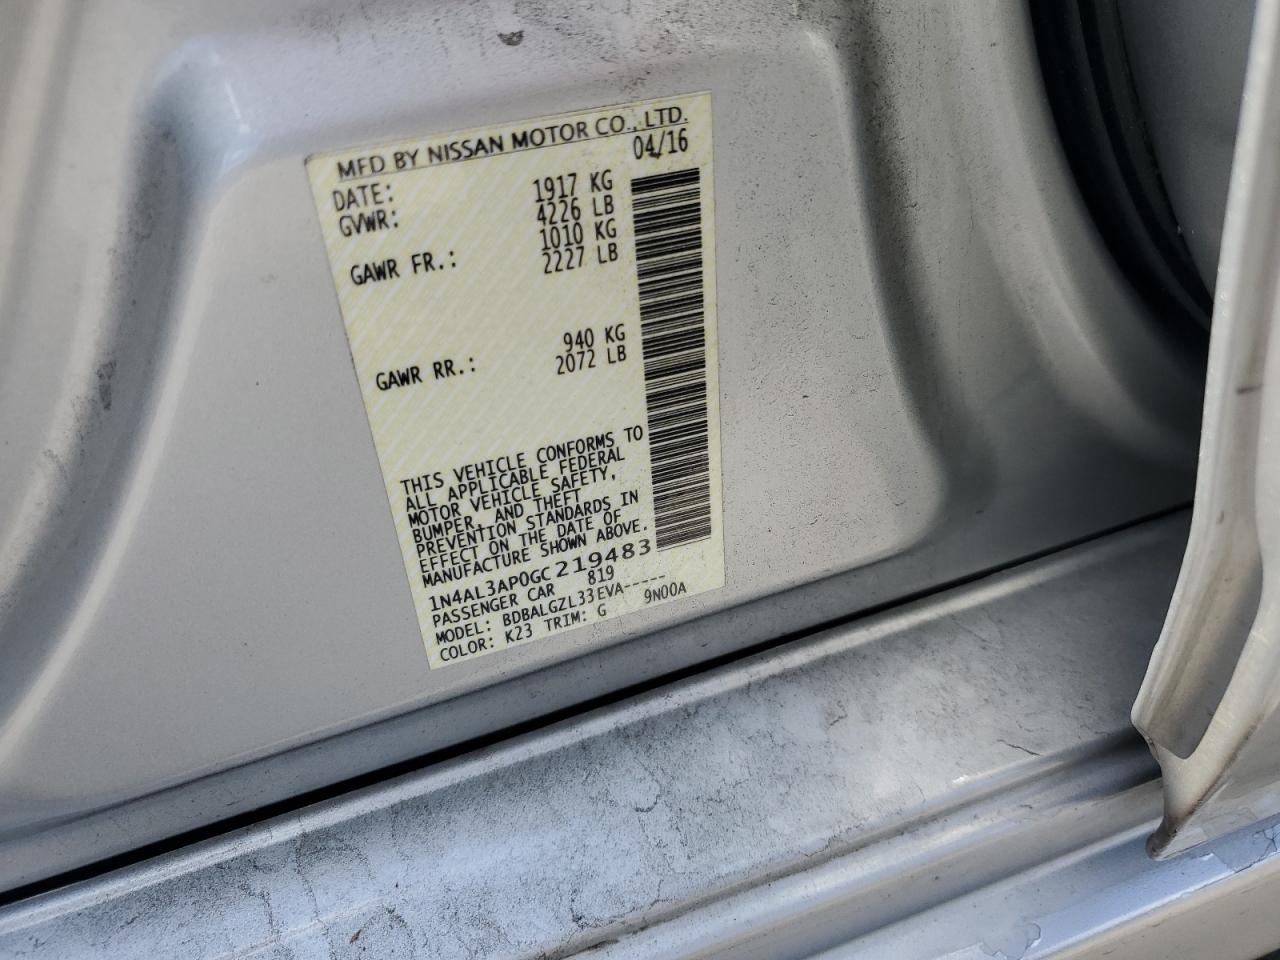 MFD BY NISSAN MOTOR CO., LTD.
DATE: 04/16
GVWR: 1917 KG
4226 LB
GAWR FR.: 1010 KG
2227 LB
GAWR RR.: 940 KG
2072 LB
THIS VEHICLE CONFORMS TO
ALL APPLICABLE FEDERAL
MOTOR VEHICLE SAFETY,
BUMPER, AND THEFT
PREVENTION STANDARDS IN
EFFECT ON THE DATE OF
MANUFACTURE SHOWN ABOVE.
1N4AL3AP0GC219483
PASSENGER CAR 819
MODEL: BDBALGZL33EVA-----
COLOR: K23 TRIM: G 9N00A